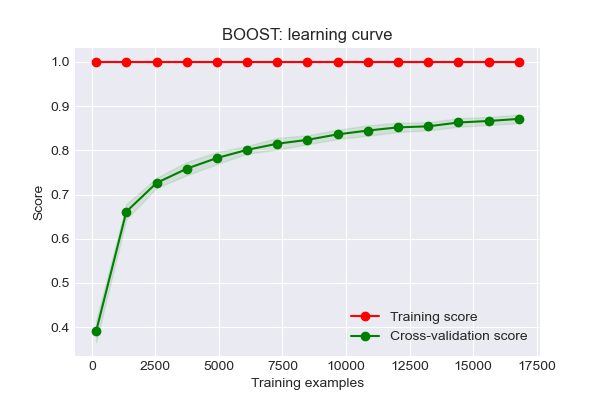 BOOST: learning curve
1.0
0.9
0.8
0.7
0.6
0.5
0.4
Score
Training score
Cross-validation score
0 2500 5000 7500 10000 12500 15000 17500
Training examples